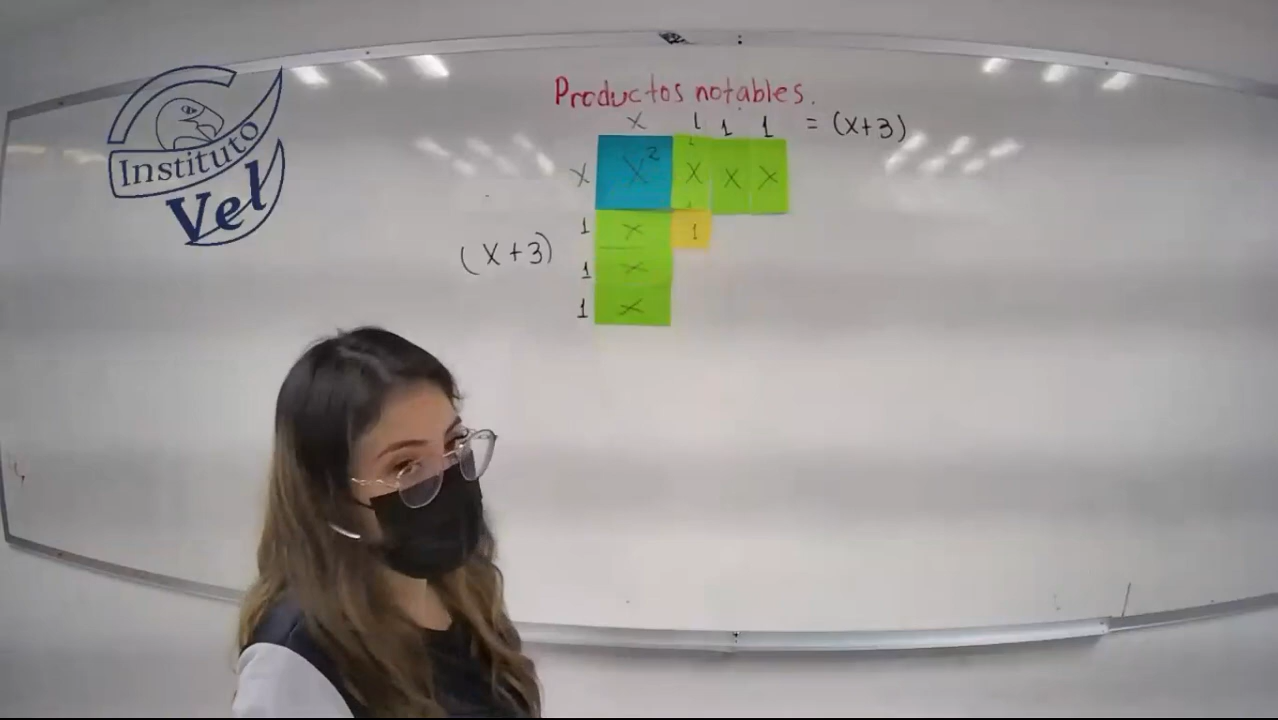 Instituto
Vel
Productos notables.
x 1 1 1 = (x+3)
x x² x x x
1 x 1
(x+3)
1 x
1 x